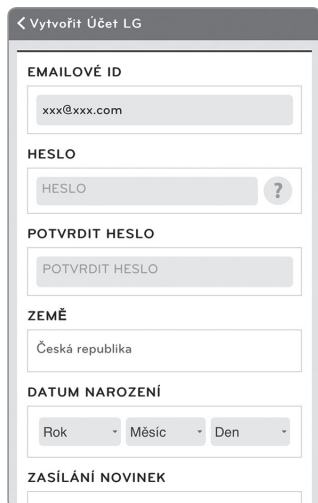 Vytvořit Účet LG
EMAILOVÉ ID
xxx@xxx.com
HESLO
HESLO ?
POTVRDIT HESLO
POTVRDIT HESLO
ZEMĚ
Česká republika
DATUM NAROZENÍ
Rok Měsíc Den
ZASÍLÁNÍ NOVINEK